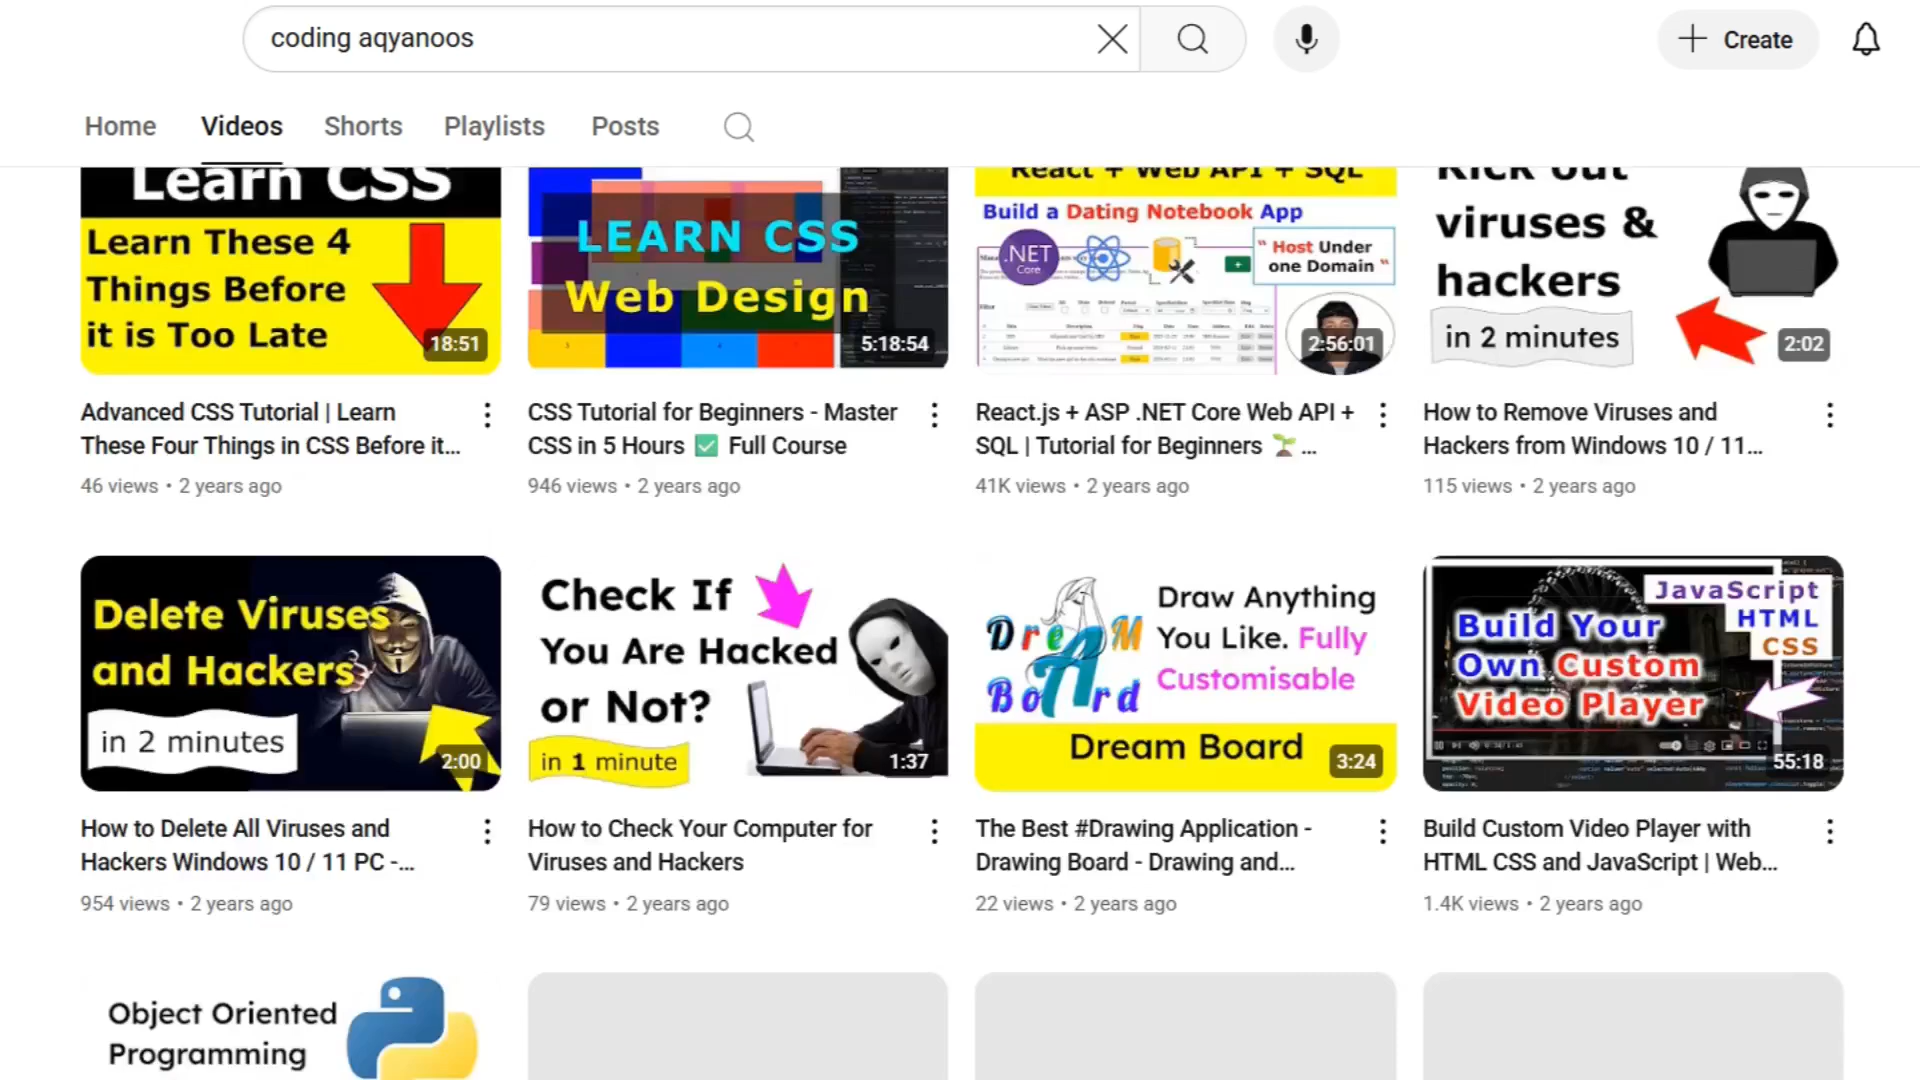 coding aqyanoos
Create
Home
Videos
Shorts
Playlists
Posts
Learn CSS
Learn These 4
Things Before
it is Too Late
18:51
LEARN CSS
Web Design
5:18:54
React + Web API + SQL
Build a Dating Notebook App
.NET
Core
" Host Under
one Domain "
2:56:01
Kick out
viruses &
hackers
in 2 minutes
2:02
Advanced CSS Tutorial | Learn
These Four Things in CSS Before it...
46 views • 2 years ago
CSS Tutorial for Beginners - Master
CSS in 5 Hours ✅ Full Course
946 views • 2 years ago
React.js + ASP .NET Core Web API +
SQL | Tutorial for Beginners 🌱 ...
41K views • 2 years ago
How to Remove Viruses and
Hackers from Windows 10 / 11...
115 views • 2 years ago
Delete Viruses
and Hackers
in 2 minutes
2:00
Check If
You Are Hacked
or Not?
in 1 minute
1:37
DreAM
BoArd
Draw Anything
You Like. Fully
Customisable
Dream Board
3:24
JavaScript
HTML
CSS
Build Your
Own Custom
Video Player
55:18
How to Delete All Viruses and
Hackers Windows 10 / 11 PC -...
954 views • 2 years ago
How to Check Your Computer for
Viruses and Hackers
79 views • 2 years ago
The Best #Drawing Application -
Drawing Board - Drawing and...
22 views • 2 years ago
Build Custom Video Player with
HTML CSS and JavaScript | Web...
1.4K views • 2 years ago
Object Oriented
Programming